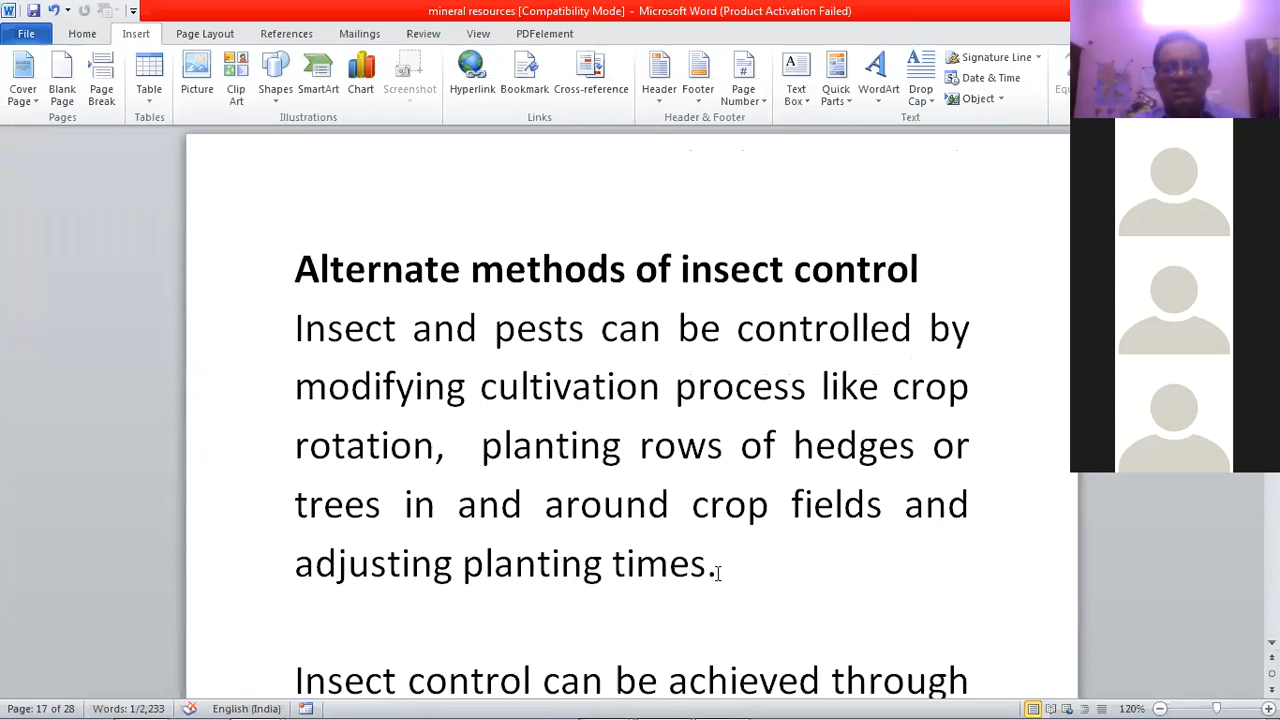 mineral resources [Compatibility Mode] - Microsoft Word (Product Activation Failed)
File Home Insert Page Layout References Mailings Review View PDFelement
Cover Page Blank Page Page Break Table Picture Clip Art Shapes SmartArt Chart Screenshot Hyperlink Bookmark Cross-reference Header Footer Page Number Text Box Quick Parts WordArt Drop Cap
Signature Line
Date & Time
Object
Pages Tables Illustrations Links Header & Footer Text
Alternate methods of insect control
Insect and pests can be controlled by
modifying cultivation process like crop
rotation, planting rows of hedges or
trees in and around crop fields and
adjusting planting times.
Insect control can be achieved through
Page: 17 of 28 Words: 1/2,233 English (India) 120%